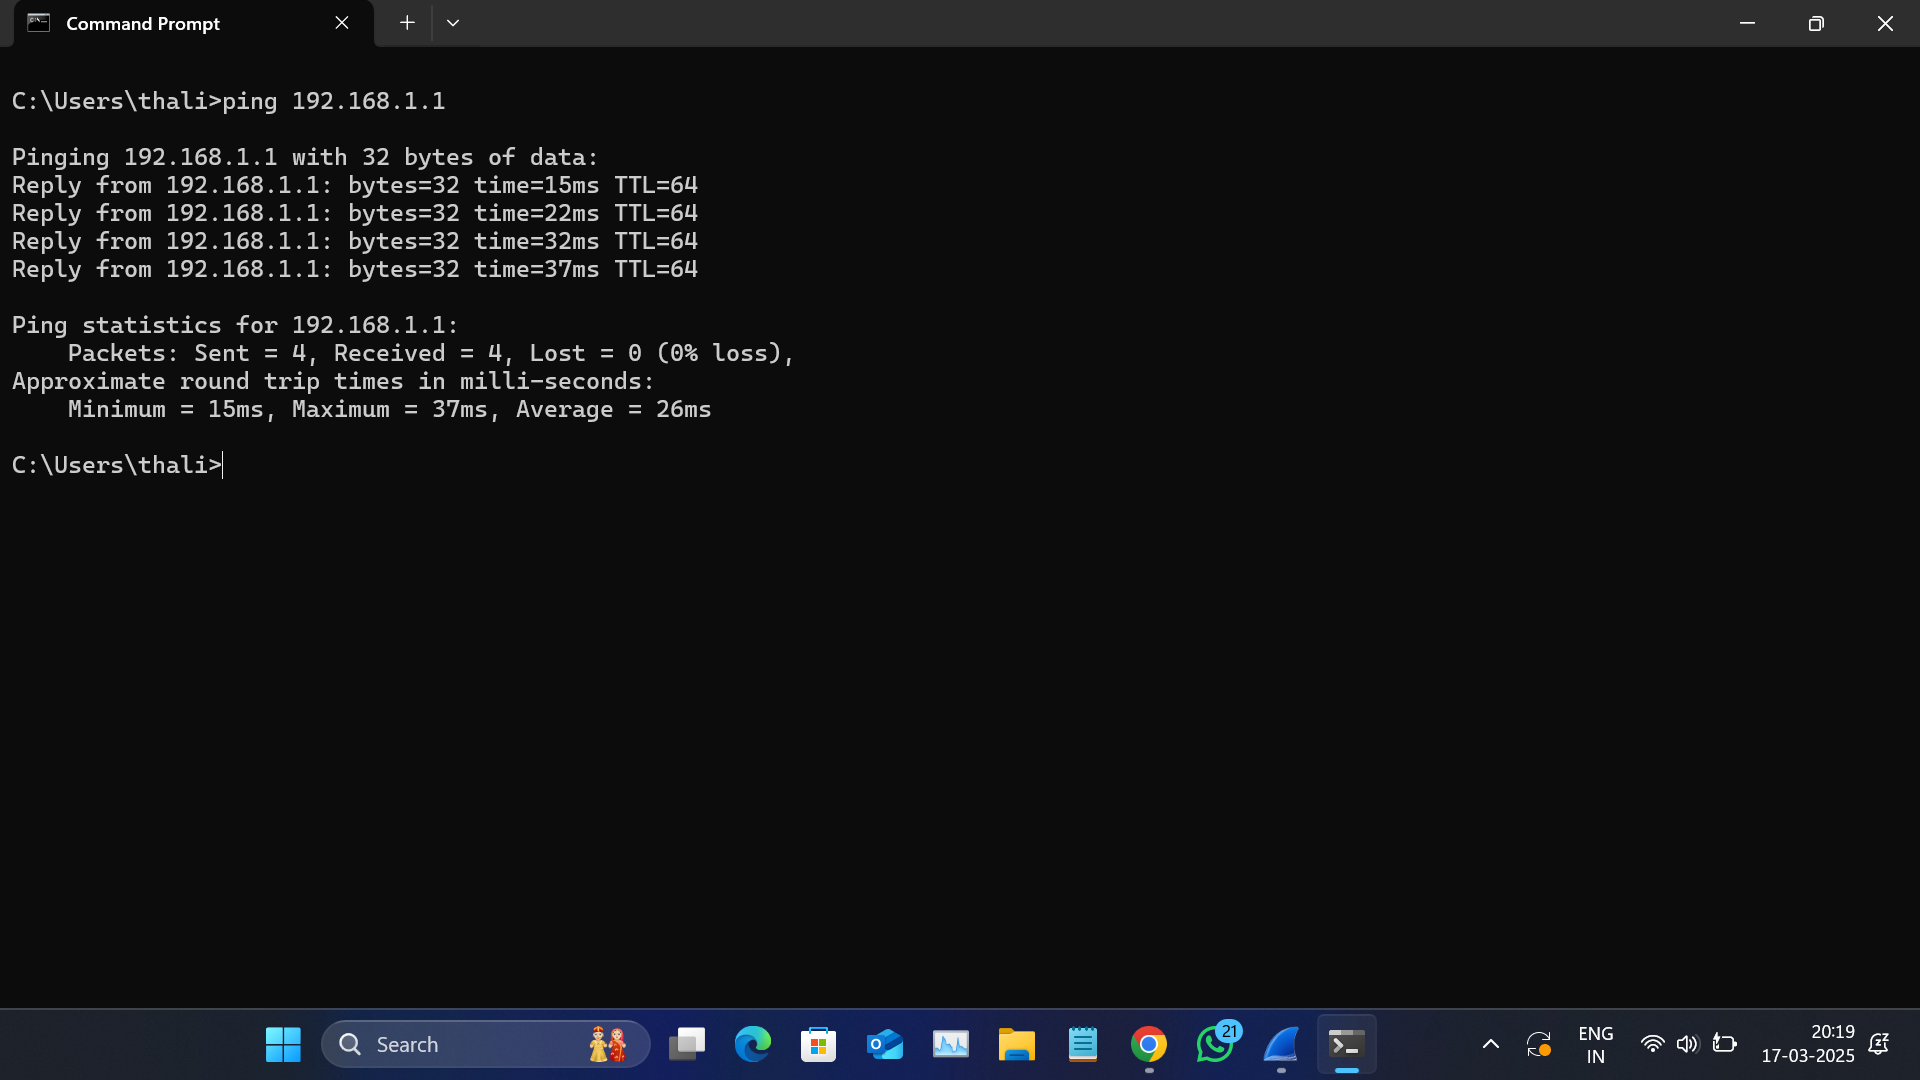 Command Prompt
C:\Users\thali>ping 192.168.1.1
Pinging 192.168.1.1 with 32 bytes of data:
Reply from 192.168.1.1: bytes=32 time=15ms TTL=64
Reply from 192.168.1.1: bytes=32 time=22ms TTL=64
Reply from 192.168.1.1: bytes=32 time=32ms TTL=64
Reply from 192.168.1.1: bytes=32 time=37ms TTL=64
Ping statistics for 192.168.1.1:
    Packets: Sent = 4, Received = 4, Lost = 0 (0% loss),
Approximate round trip times in milli-seconds:
    Minimum = 15ms, Maximum = 37ms, Average = 26ms
C:\Users\thali>
Search
21
ENG
IN
20:19
17-03-2025